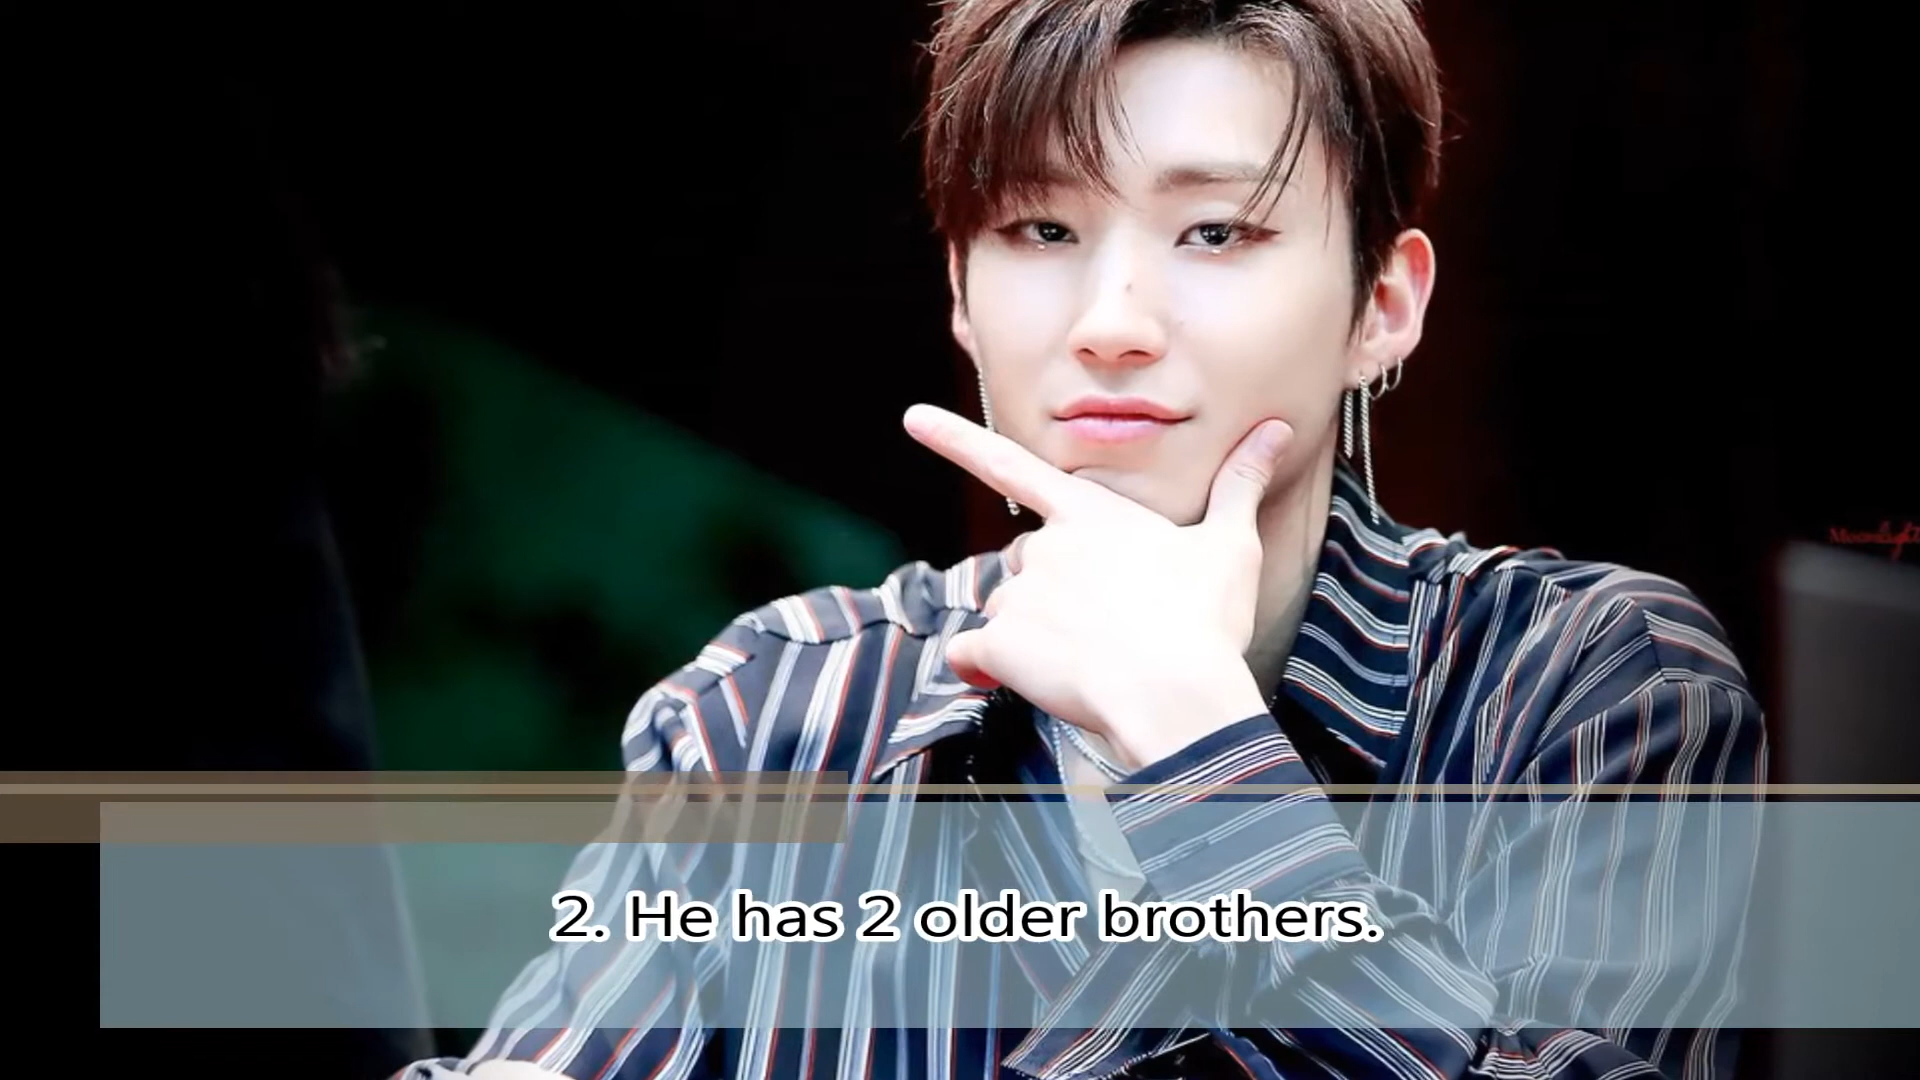 2. He has 2 older brothers.